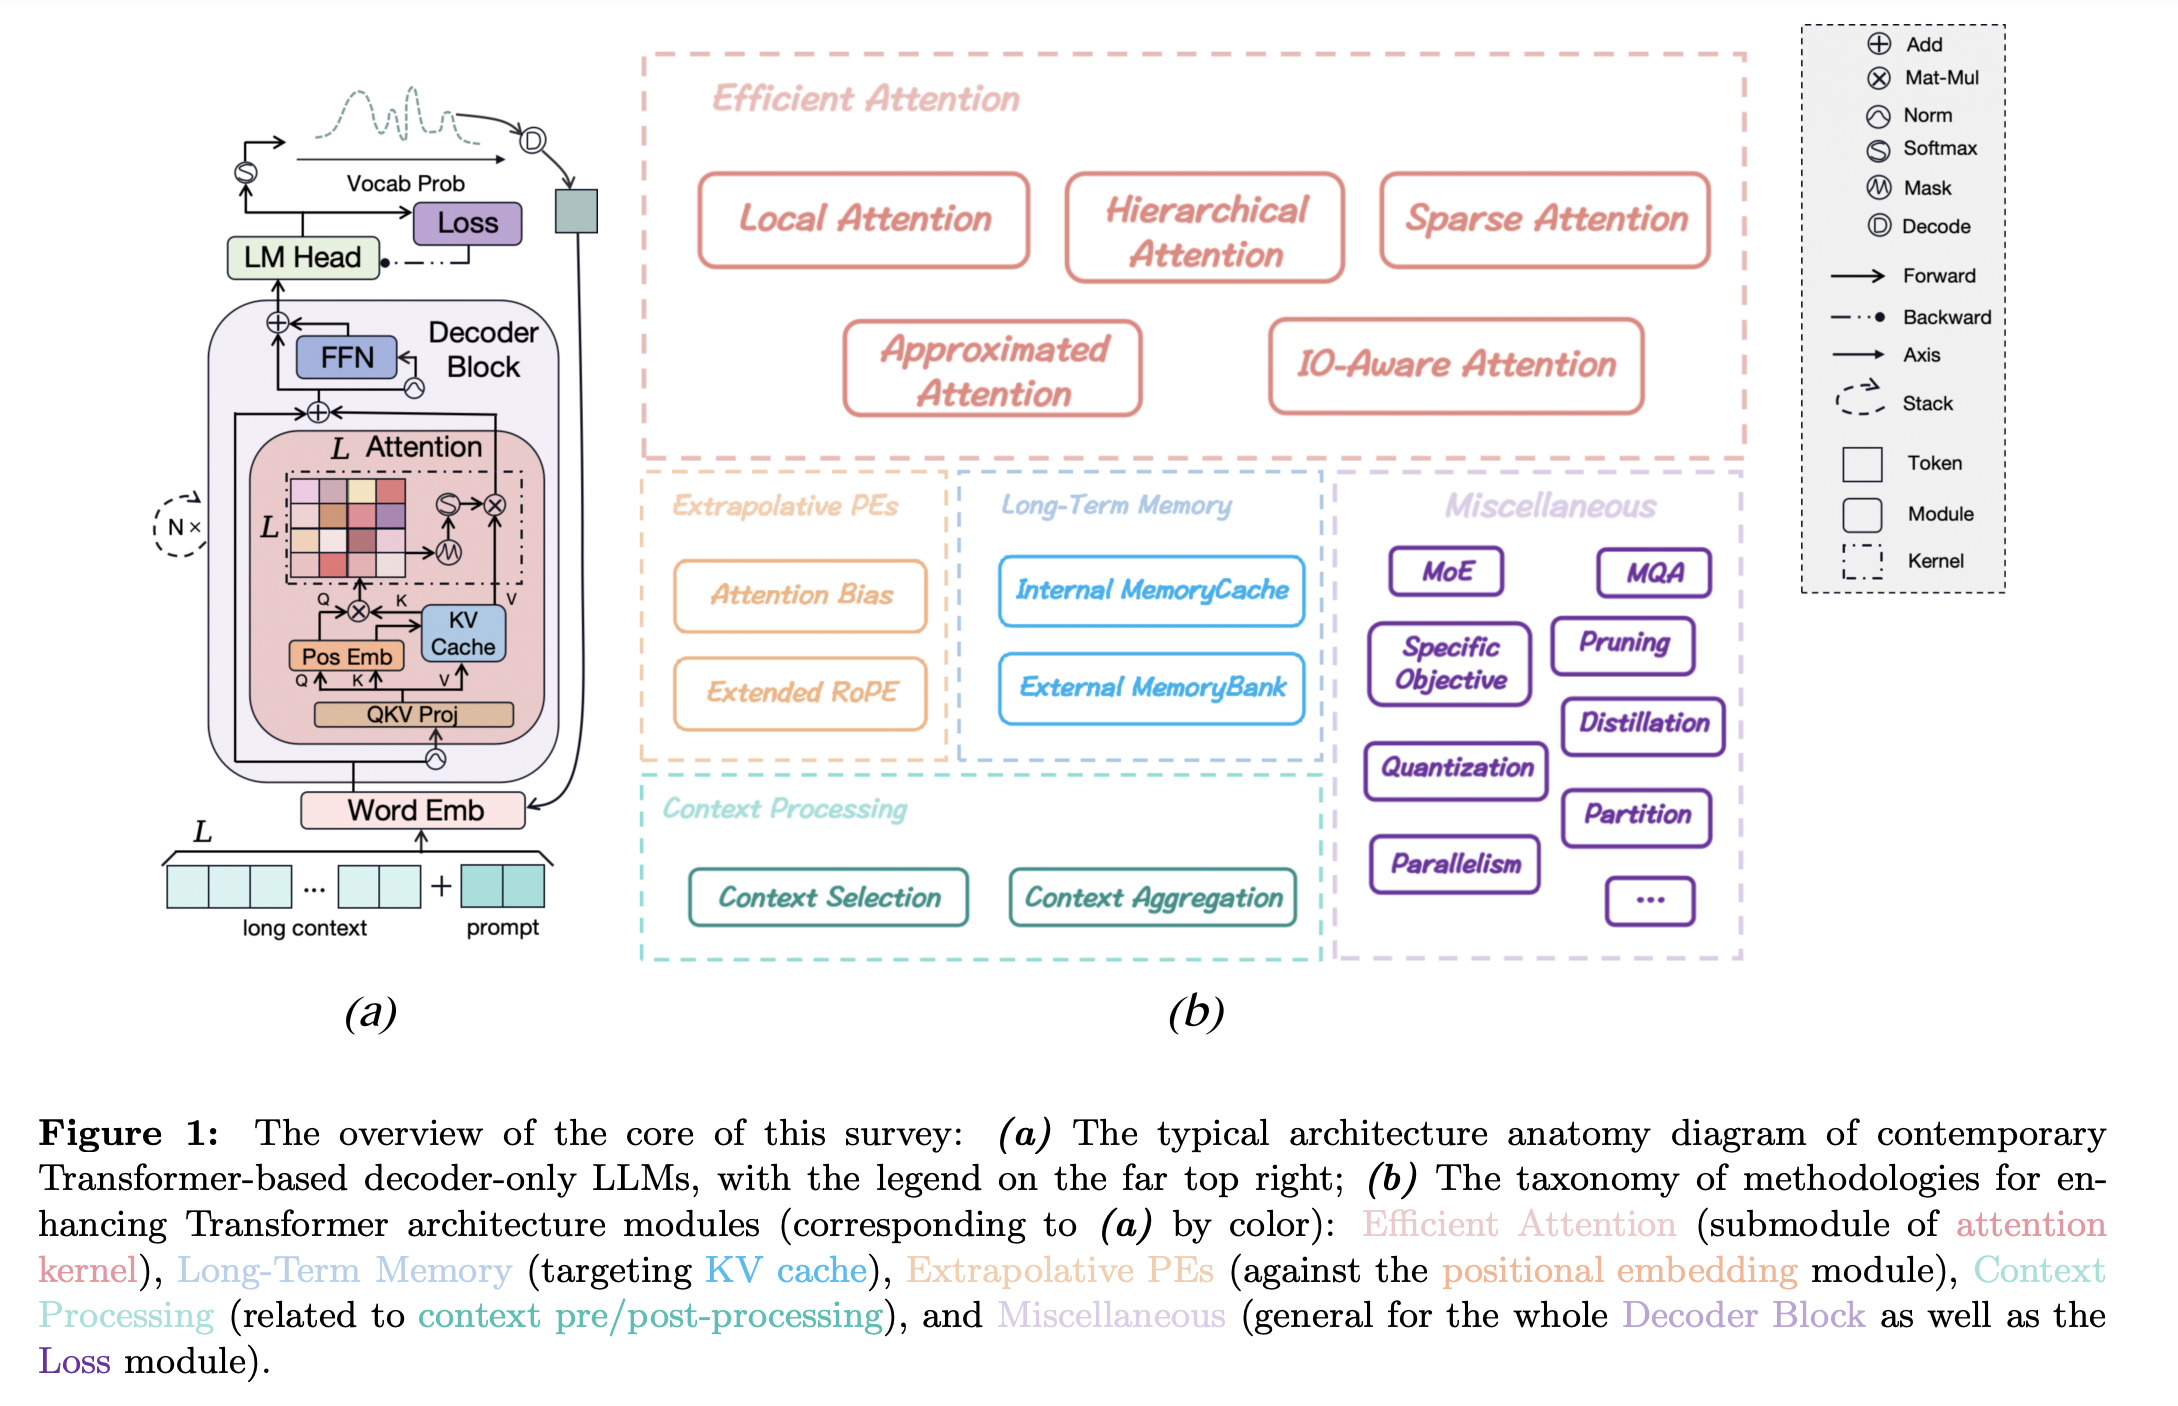 Vocab Prob
S
D
Loss
LM Head
Decoder
Block
FFN
L Attention
L
S
M
N ×
Q
K
V
KV
Cache
Pos Emb
Q
K
V
QKV Proj
Word Emb
L
...
+
long context
prompt
(a)
Efficient Attention
Local Attention
Hierarchical
Attention
Sparse Attention
Approximated
Attention
IO-Aware Attention
Extrapolative PEs
Attention Bias
Extended RoPE
Long-Term Memory
Internal MemoryCache
External MemoryBank
Context Processing
Context Selection
Context Aggregation
Miscellaneous
MoE
MQA
Specific
Objective
Pruning
Distillation
Quantization
Partition
Parallelism
...
(b)
Add
Mat-Mul
Norm
S Softmax
M Mask
D Decode
Forward
Backward
Axis
Stack
Token
Module
Kernel
Figure 1: The overview of the core of this survey: (a) The typical architecture anatomy diagram of contemporary
Transformer-based decoder-only LLMs, with the legend on the far top right; (b) The taxonomy of methodologies for en-
hancing Transformer architecture modules (corresponding to (a) by color): Efficient Attention (submodule of attention
kernel), Long-Term Memory (targeting KV cache), Extrapolative PEs (against the positional embedding module), Context
Processing (related to context pre/post-processing), and Miscellaneous (general for the whole Decoder Block as well as the
Loss module).